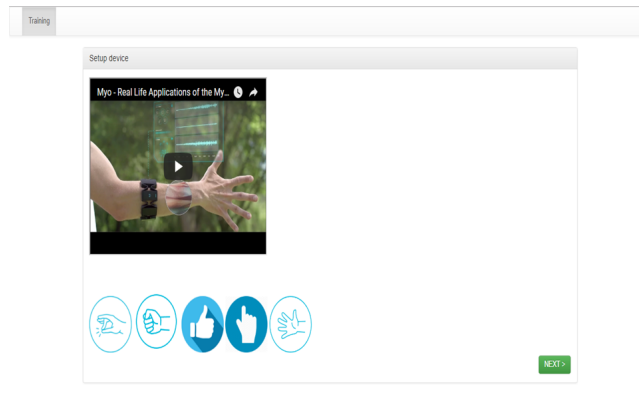 Training
Setup device
Myo - Real Life Applications of the My...
NEXT >